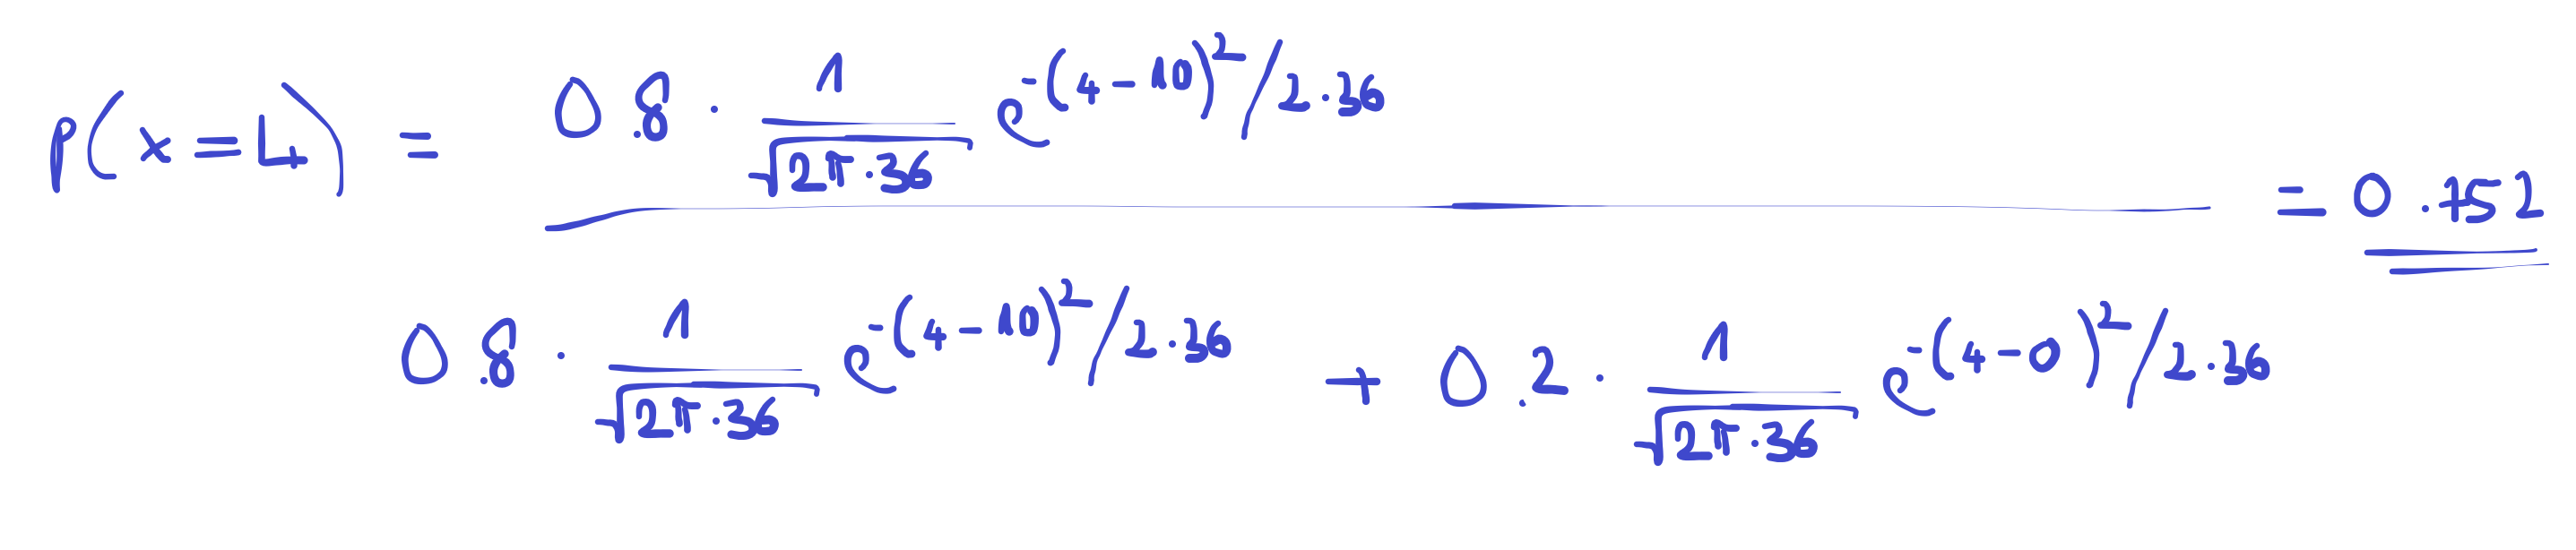 p(x=4) = (0.8 · 1/√(2π·36) e^(-(4-10)²/2·36)) / (0.8 · 1/√(2π·36) e^(-(4-10)²/2·36) + 0.2 · 1/√(2π·36) e^(-(4-0)²/2·36)) = 0.752